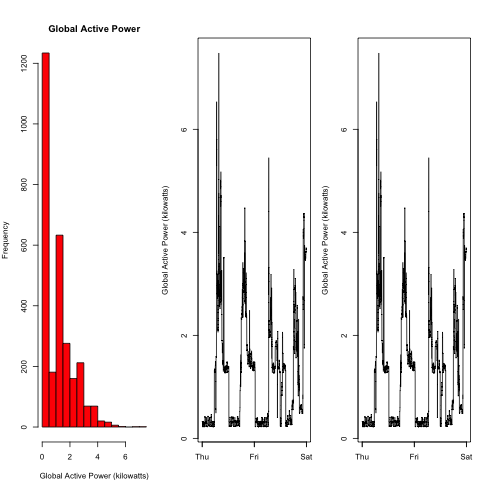 Global Active Power
Frequency
0
200
400
600
800
1000
1200
0
2
4
6
Global Active Power (kilowatts)
Global Active Power (kilowatts)
0
2
4
6
Thu
Fri
Sat
Global Active Power (kilowatts)
0
2
4
6
Thu
Fri
Sat